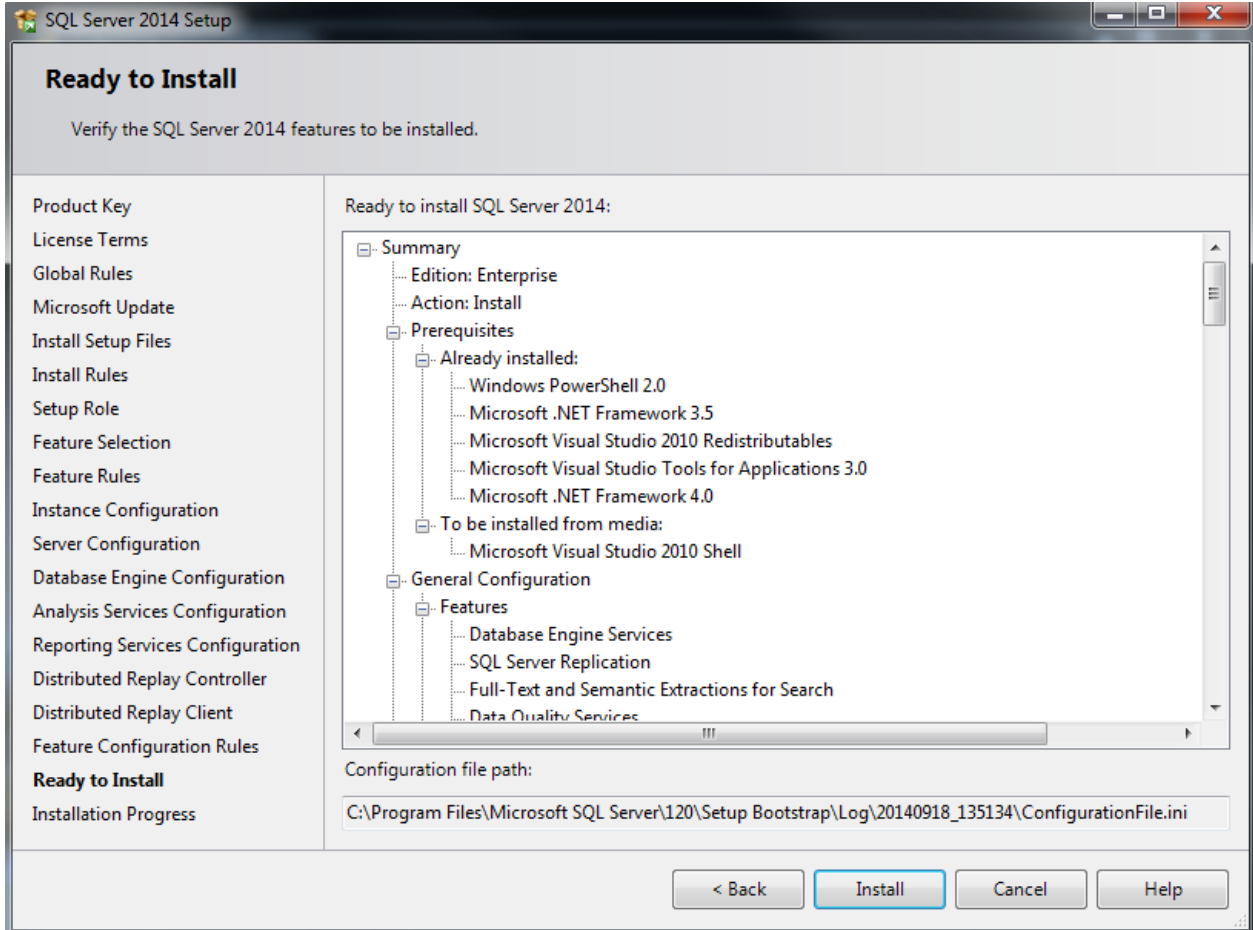 SQL Server 2014 Setup
Ready to Install
Verify the SQL Server 2014 features to be installed.
Product Key
License Terms
Global Rules
Microsoft Update
Install Setup Files
Install Rules
Setup Role
Feature Selection
Feature Rules
Instance Configuration
Server Configuration
Database Engine Configuration
Analysis Services Configuration
Reporting Services Configuration
Distributed Replay Controller
Distributed Replay Client
Feature Configuration Rules
Ready to Install
Installation Progress
Ready to install SQL Server 2014:
Summary
Edition: Enterprise
Action: Install
Prerequisites
Already installed:
Windows PowerShell 2.0
Microsoft .NET Framework 3.5
Microsoft Visual Studio 2010 Redistributables
Microsoft Visual Studio Tools for Applications 3.0
Microsoft .NET Framework 4.0
To be installed from media:
Microsoft Visual Studio 2010 Shell
General Configuration
Features
Database Engine Services
SQL Server Replication
Full-Text and Semantic Extractions for Search
Data Quality Services
Configuration file path:
C:\Program Files\Microsoft SQL Server\120\Setup Bootstrap\Log\20140918_135134\ConfigurationFile.ini
< Back
Install
Cancel
Help